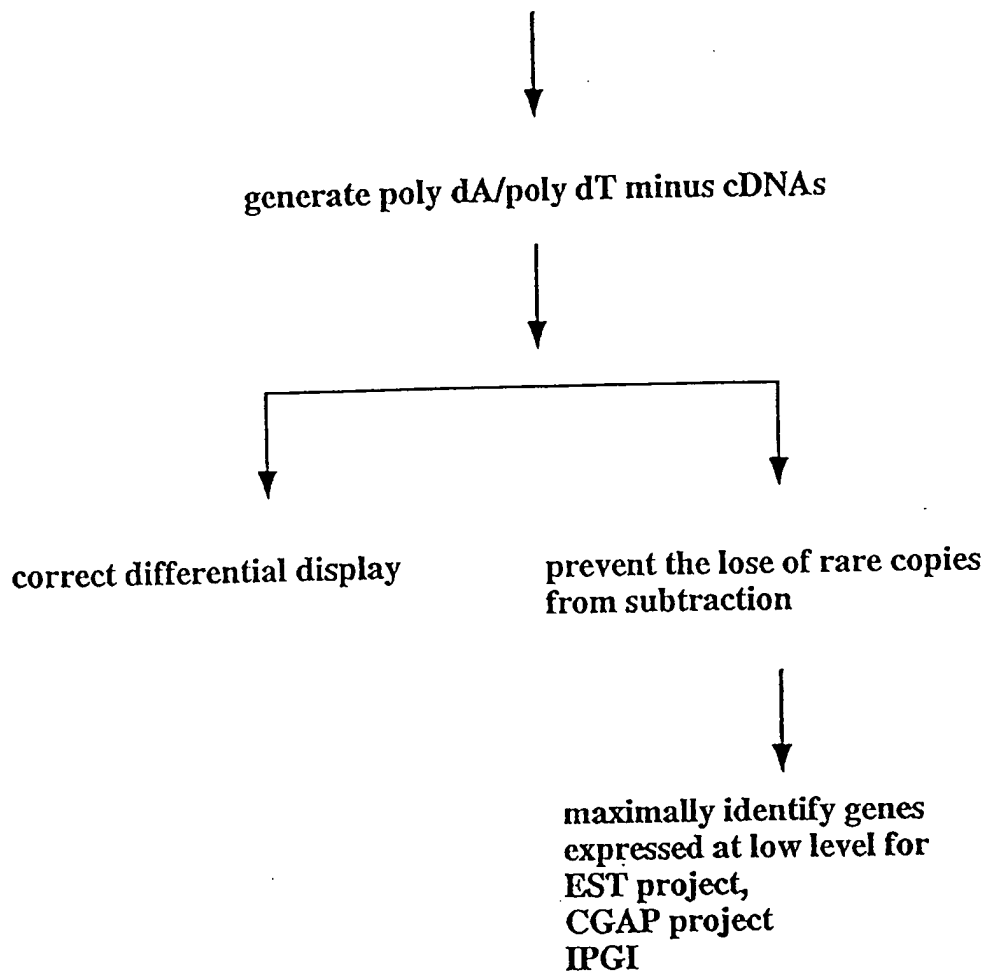 generate poly dA/poly dT minus cDNAs
correct differential display
prevent the lose of rare copies
from subtraction
maximally identify genes
expressed at low level for
EST project,
CGAP project
IPGI